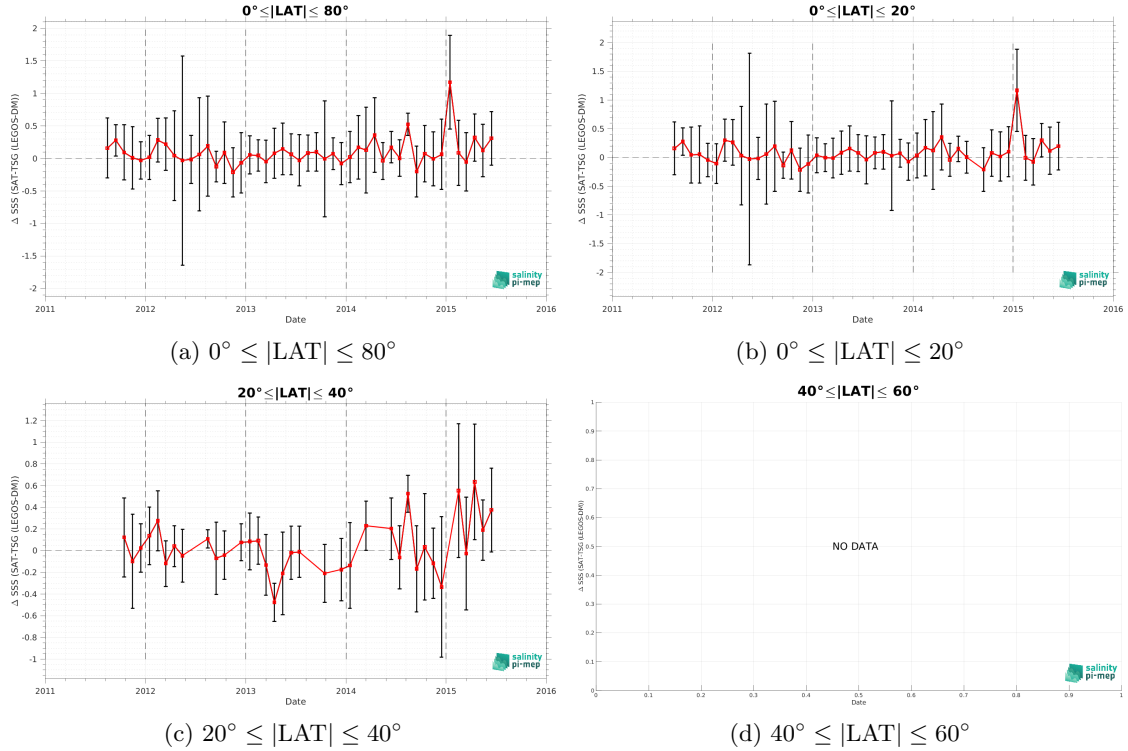 0°≤|LAT|≤ 80°
Δ SSS (SAT-TSG (LEGOS-DM))
2
1.5
1
0.5
0
-0.5
-1
-1.5
-2
2011
2012
2013
2014
2015
2016
Date
salinity
pi-mep
(a) 0° ≤ |LAT| ≤ 80°
0°≤|LAT|≤ 20°
Δ SSS (SAT-TSG (LEGOS-DM))
2
1.5
1
0.5
0
-0.5
-1
-1.5
-2
2011
2012
2013
2014
2015
2016
Date
salinity
pi-mep
(b) 0° ≤ |LAT| ≤ 20°
20°≤|LAT|≤ 40°
Δ SSS (SAT-TSG (LEGOS-DM))
1.2
1
0.8
0.6
0.4
0.2
0
-0.2
-0.4
-0.6
-0.8
-1
2011
2012
2013
2014
2015
2016
Date
salinity
pi-mep
(c) 20° ≤ |LAT| ≤ 40°
40°≤|LAT|≤ 60°
Δ SSS (SAT-TSG (LEGOS-DM))
1
0.9
0.8
0.7
0.6
0.5
0.4
0.3
0.2
0.1
0
NO DATA
0
0.1
0.2
0.3
0.4
0.5
0.6
0.7
0.8
0.9
1
Date
salinity
pi-mep
(d) 40° ≤ |LAT| ≤ 60°